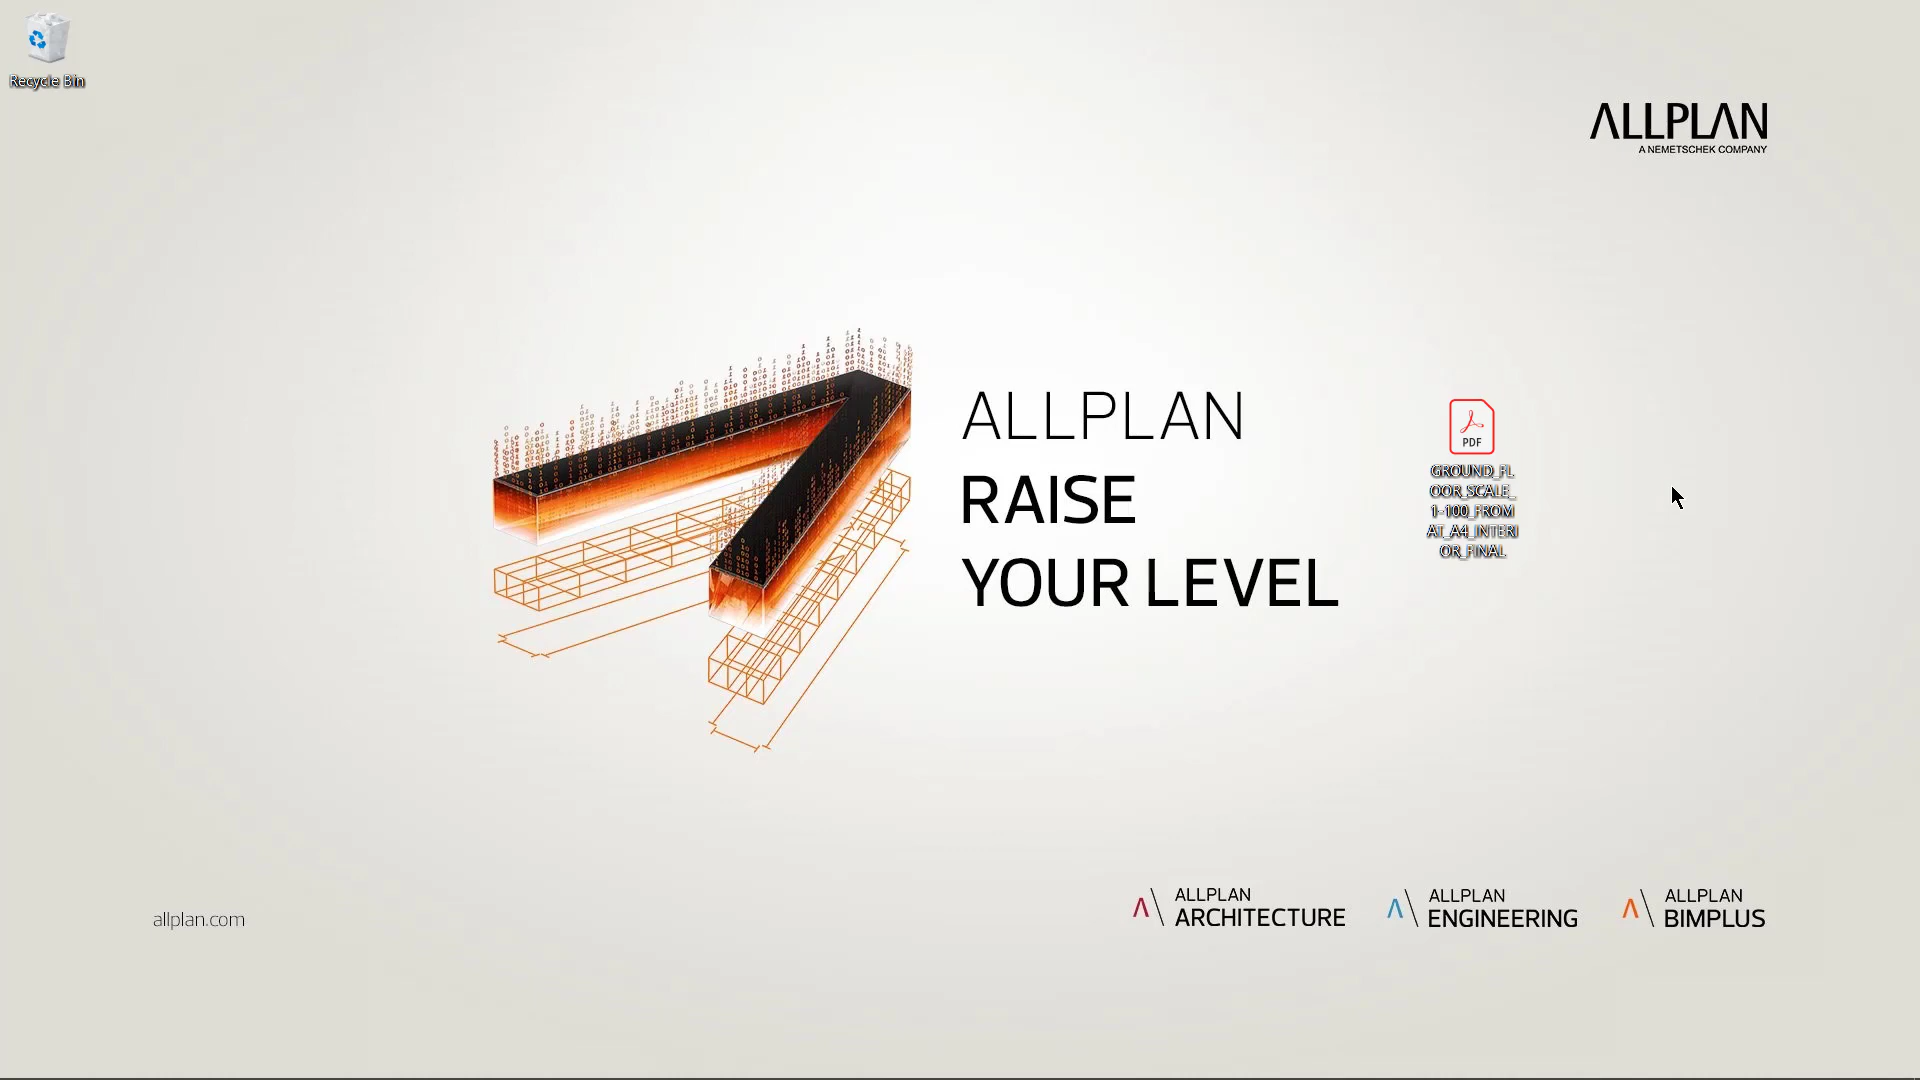 Recycle Bin
ALLPLAN
A NEMETSCHEK COMPANY
ALLPLAN
RAISE
YOUR LEVEL
PDF
GROUND_FL
OOR_SCALE_
1-100_FROM
AT_A4_INTERI
OR_FINAL
allplan.com
ALLPLAN
ARCHITECTURE
ALLPLAN
ENGINEERING
ALLPLAN
BIMPLUS